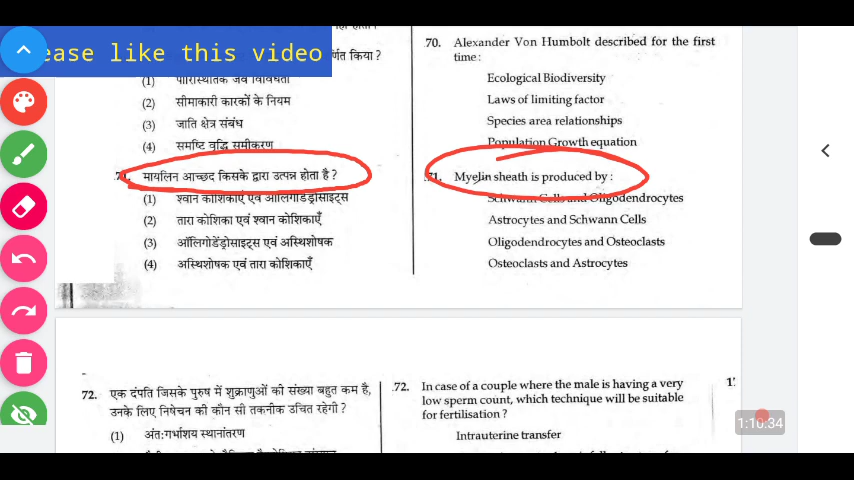 ease like this video
र्णत किया ?
(1) पारिस्थितिक जैव विविधता
(2) सीमाकारी कारकों के नियम
(3) जाति क्षेत्र संबंध
(4) समष्टि वृद्धि समीकरण
मायलिन आच्छद किसके द्वारा उत्पन्न होता है ?
(1) श्वान कोशिकाएँ एवं ऑलिगोडेंड्रोसाइट्स
(2) तारा कोशिका एवं श्वान कोशिकाएँ
(3) ऑलिगोडेंड्रोसाइट्स एवं अस्थिशोषक
(4) अस्थिशोषक एवं तारा कोशिकाएँ
70. Alexander Von Humbolt described for the first
time :
Ecological Biodiversity
Laws of limiting factor
Species area relationships
Population Growth equation
71. Myelin sheath is produced by :
Schwann Cells and Oligodendrocytes
Astrocytes and Schwann Cells
Oligodendrocytes and Osteoclasts
Osteoclasts and Astrocytes
72. एक दंपति जिसके पुरुष में शुक्राणुओं की संख्या बहुत कम है,
उनके लिए निषेचन की कौन सी तकनीक उचित रहेगी ?
(1) अंत:गर्भाशय स्थानांतरण
72. In case of a couple where the male is having a very
low sperm count, which technique will be suitable
for fertilisation ?
Intrauterine transfer
1:10:34